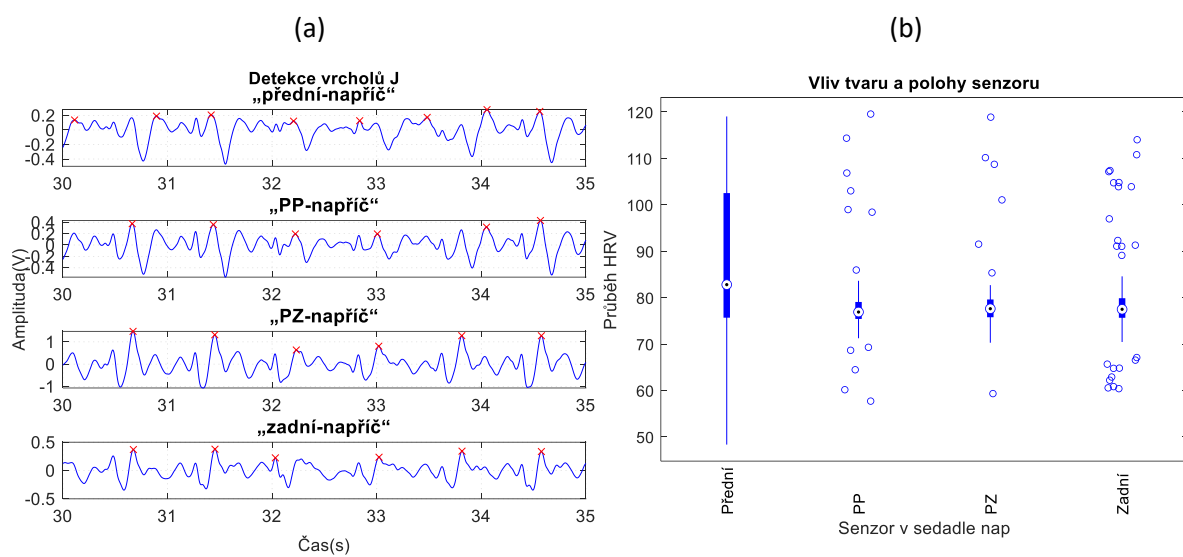 (a)
Detekce vrcholů J
„přední-napříč“
0.2
0
-0.2
-0.4
30 31 32 33 34 35
„PP-napříč“
0.4
0.2
0
-0.2
-0.4
30 31 32 33 34 35
„PZ-napříč“
1
0
-1
30 31 32 33 34 35
„zadní-napříč“
0.5
0
-0.5
30 31 32 33 34 35
Amplituda(V)
Čas(s)
(b)
Vliv tvaru a polohy senzoru
120
110
100
90
80
70
60
50
Průběh HRV
Přední PP PZ Zadní
Senzor v sedadle nap